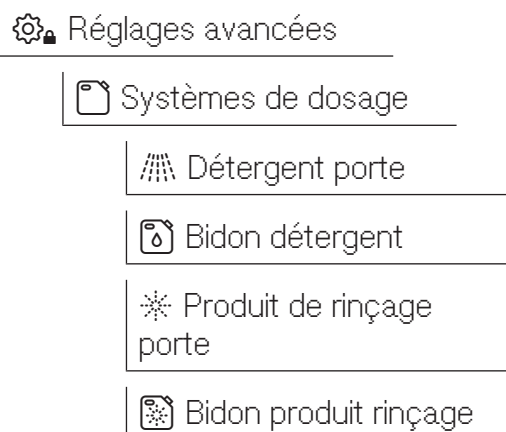 Réglages avancées
Systèmes de dosage
Détergent porte
Bidon détergent
Produit de rinçage
porte
Bidon produit rinçage